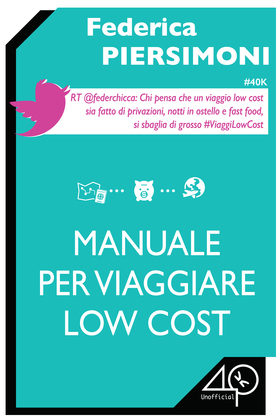 Federica
PIERSIMONI
#40K
RT @federchicca: Chi pensa che un viaggio low cost
sia fatto di privazioni, notti in ostello e fast food,
si sbaglia di grosso #ViaggiLowCost
MANUALE
PER VIAGGIARE
LOW COST
40K
Unofficial